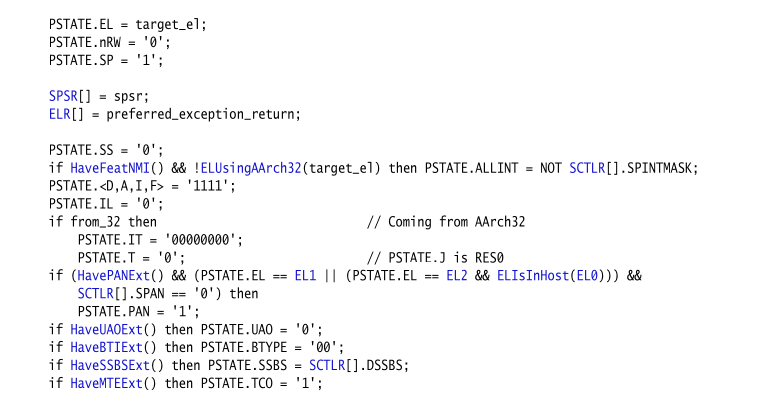 PSTATE.EL = target_el;
PSTATE.nRW = '0';
PSTATE.SP = '1';
SPSR[] = spsr;
ELR[] = preferred_exception_return;
PSTATE.SS = '0';
if HaveFeatNMI() && !ELUsingAArch32(target_el) then PSTATE.ALLINT = NOT SCTLR[].SPINTMASK;
PSTATE.<D,A,I,F> = '1111';
PSTATE.IL = '0';
if from_32 then // Coming from AArch32
PSTATE.IT = '00000000';
PSTATE.T = '0'; // PSTATE.J is RES0
if (HavePANExt() && (PSTATE.EL == EL1 || (PSTATE.EL == EL2 && ELIsInHost(EL0))) &&
SCTLR[].SPAN == '0') then
PSTATE.PAN = '1';
if HaveUAOExt() then PSTATE.UAO = '0';
if HaveBTIExt() then PSTATE.BTYPE = '00';
if HaveSSBSExt() then PSTATE.SSBS = SCTLR[].DSSBS;
if HaveMTEExt() then PSTATE.TCO = '1';